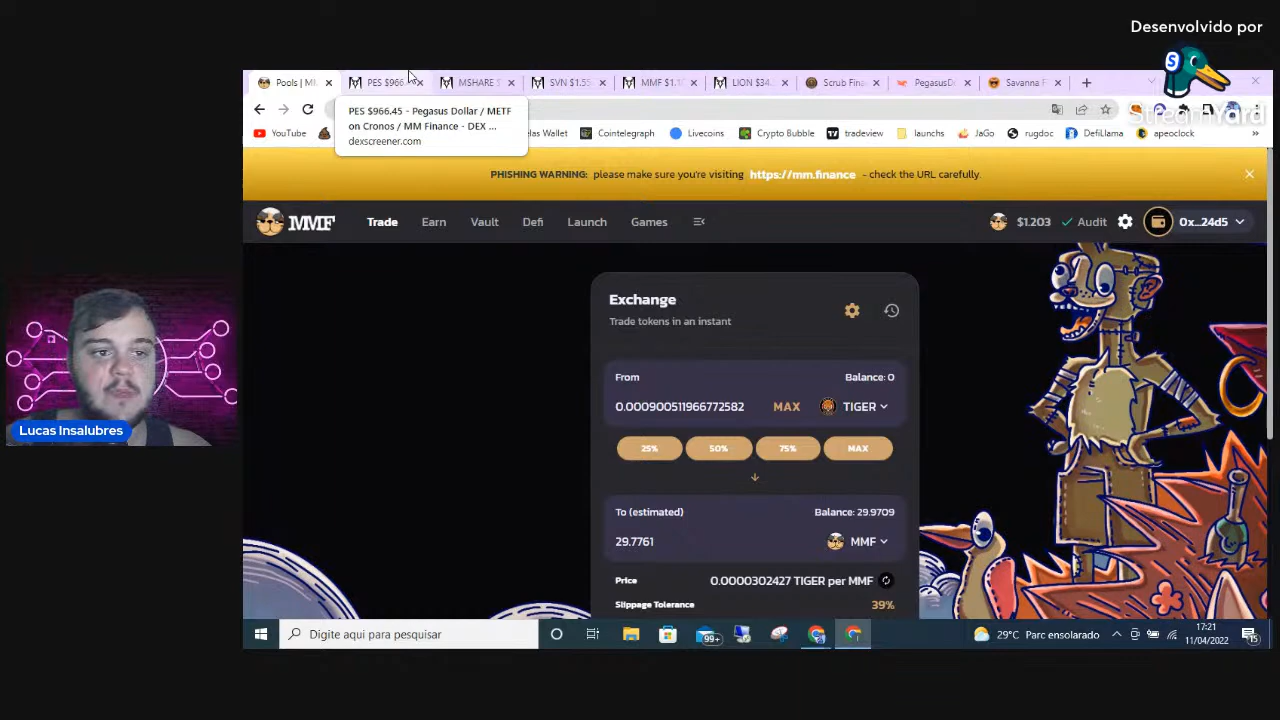 Desenvolvido por
StreamYard
Pools | M
PES $966.
MSHARE
SVN $1.5
MMF $1.1
LION $34.
Scrub Fina
PegasusD
Savanna F
PES $966.45 - Pegasus Dollar / METF
on Cronos / MM Finance - DEX ...
dexscreener.com
YouTube
las Wallet
Cointelegraph
Livecoins
Crypto Bubble
tradeview
launchs
JaGo
rugdoc
DefiLlama
apeoclock
PHISHING WARNING: please make sure you're visiting https://mm.finance - check the URL carefully.
MMF
Trade
Earn
Vault
Defi
Launch
Games
$1.203
Audit
0x...24d5
Exchange
Trade tokens in an instant
From
Balance: 0
0.000900511966772582
MAX
TIGER
25%
50%
75%
MAX
To (estimated)
Balance: 29.9709
29.7761
MMF
Price
0.0000302427 TIGER per MMF
Slippage Tolerance
39%
Lucas Insalubres
Digite aqui para pesquisar
99+
29°C Parc ensolarado
17:21
11/04/2022
15